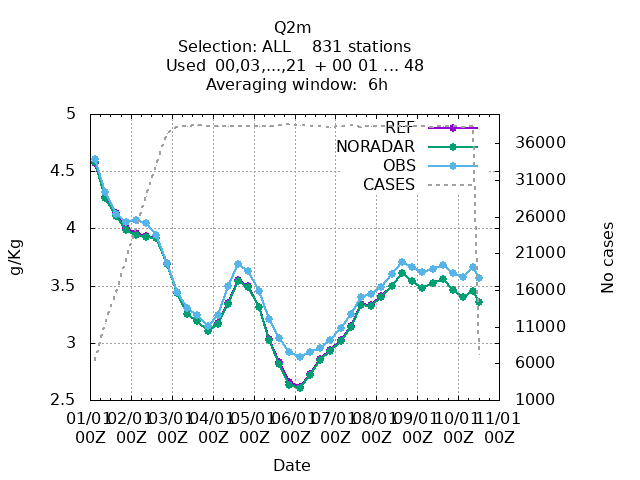 Q2m
Selection: ALL    831 stations
Used  00,03,...,21  + 00 01 ... 48
Averaging window:  6h
5
4.5
4
3.5
3
2.5
g/Kg
REF
NORADAR
OBS
CASES
36000
31000
26000
21000
16000
11000
6000
1000
No cases
01/01 02/01 03/01 04/01 05/01 06/01 07/01 08/01 09/01 10/01 11/01
00Z 00Z 00Z 00Z 00Z 00Z 00Z 00Z 00Z 00Z 00Z
Date